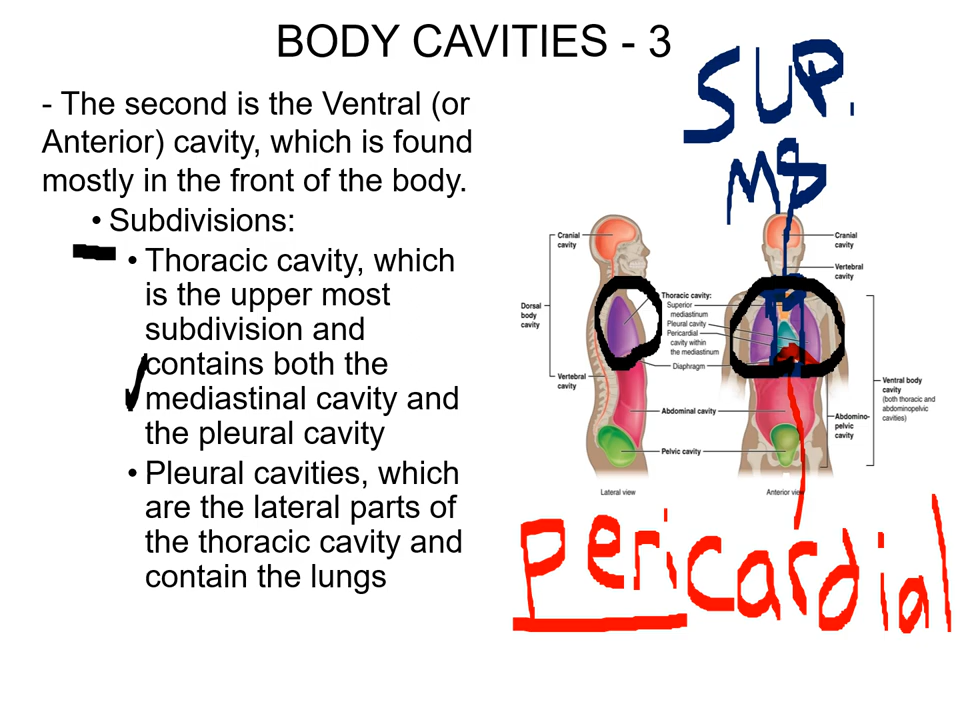 BODY CAVITIES - 3
- The second is the Ventral (or
Anterior) cavity, which is found
mostly in the front of the body.
• Subdivisions:
• Thoracic cavity, which
is the upper most
subdivision and
contains both the
mediastinal cavity and
the pleural cavity
• Pleural cavities, which
are the lateral parts of
the thoracic cavity and
contain the lungs
SUP.
MS
Cranial
cavity
Dorsal
body
cavity
Vertebral
cavity
Thoracic cavity:
Superior
mediastinum
Pleural cavity
Pericardial
cavity within
the mediastinum
Diaphragm
Abdominal cavity
Pelvic cavity
Cranial
cavity
Vertebral
cavity
Ventral body
cavity
(both thoracic and
abdominopelvic
cavities)
Abdomino-
pelvic
cavity
Lateral view
Anterior view
Pericardial